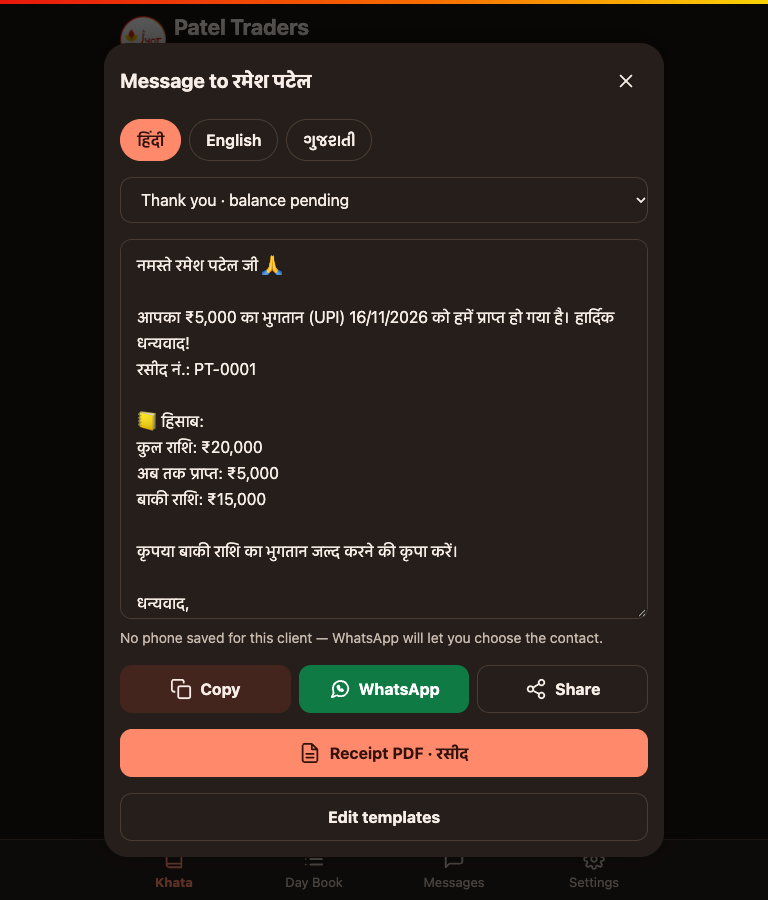 Patel Traders
Message to रमेश पटेल
हिंदी
English
ગુજરાતી
Thank you · balance pending
नमस्ते रमेश पटेल जी 🙏
आपका ₹5,000 का भुगतान (UPI) 16/11/2026 को हमें प्राप्त हो गया है। हार्दिक
धन्यवाद!
रसीद नं.: PT-0001
📒 हिसाब:
कुल राशि: ₹20,000
अब तक प्राप्त: ₹5,000
बाकी राशि: ₹15,000
कृपया बाकी राशि का भुगतान जल्द करने की कृपा करें।
धन्यवाद,
No phone saved for this client — WhatsApp will let you choose the contact.
Copy
WhatsApp
Share
Receipt PDF · रसीद
Edit templates
Khata
Day Book
Messages
Settings